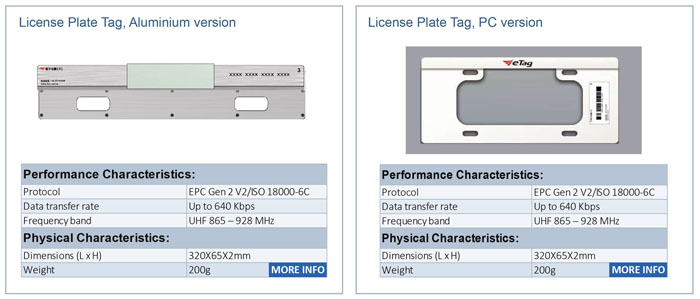 License Plate Tag, Aluminium version
3
XXXX XXXX XXXX XXXX
Performance Characteristics:
Protocol EPC Gen 2 V2/ISO 18000-6C
Data transfer rate Up to 640 Kbps
Frequency band UHF 865 – 928 MHz
Physical Characteristics:
Dimensions (L x H) 320X65X2mm
Weight 200g MORE INFO
License Plate Tag, PC version
eTag
Performance Characteristics:
Protocol EPC Gen 2 V2/ISO 18000-6C
Data transfer rate Up to 640 Kbps
Frequency band UHF 865 – 928 MHz
Physical Characteristics:
Dimensions (L x H) 320X65X2mm
Weight 200g MORE INFO